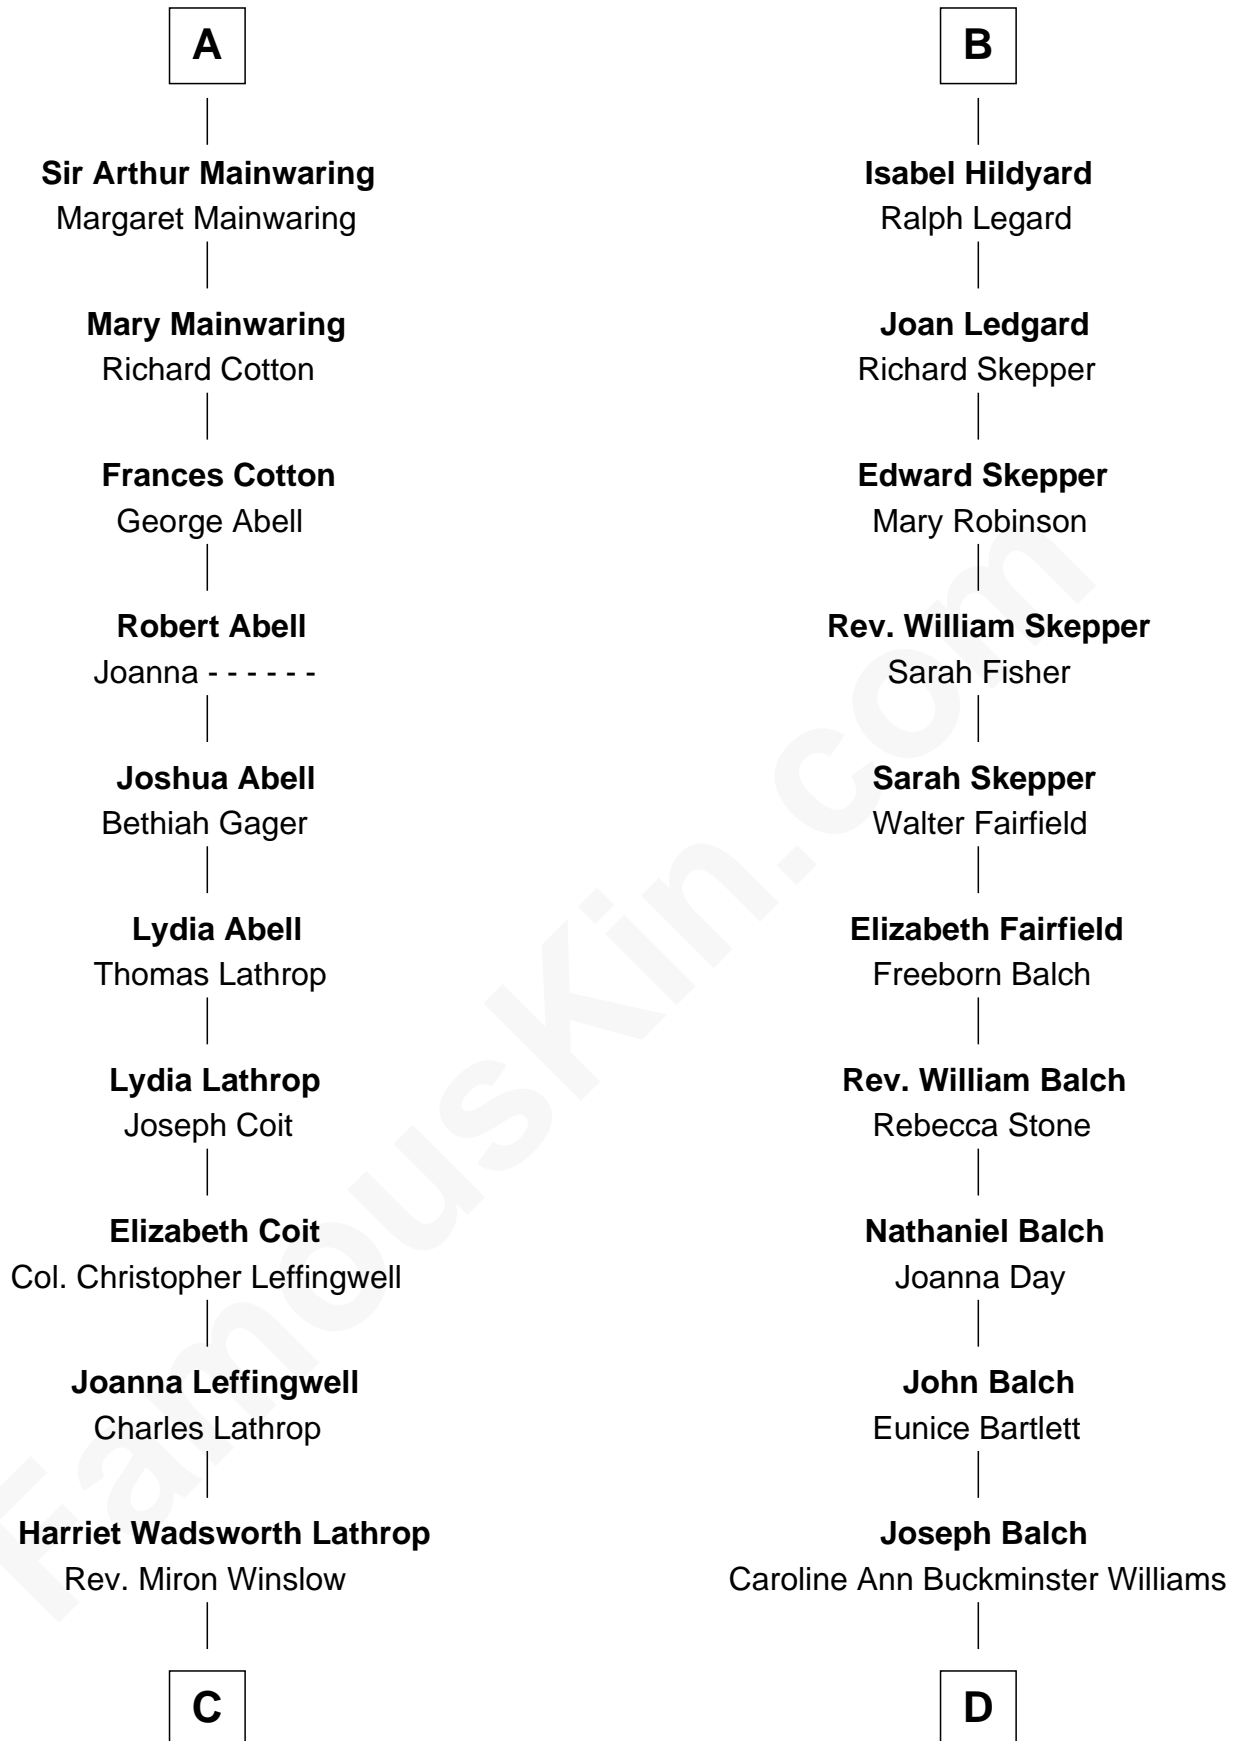 A
Sir Arthur Mainwaring
Margaret Mainwaring
Mary Mainwaring
Richard Cotton
Frances Cotton
George Abell
Robert Abell
Joanna - - - - - -
Joshua Abell
Bethiah Gager
Lydia Abell
Thomas Lathrop
Lydia Lathrop
Joseph Coit
Elizabeth Coit
Col. Christopher Leffingwell
Joanna Leffingwell
Charles Lathrop
Harriet Wadsworth Lathrop
Rev. Miron Winslow
C
B
Isabel Hildyard
Ralph Legard
Joan Ledgard
Richard Skepper
Edward Skepper
Mary Robinson
Rev. William Skepper
Sarah Fisher
Sarah Skepper
Walter Fairfield
Elizabeth Fairfield
Freeborn Balch
Rev. William Balch
Rebecca Stone
Nathaniel Balch
Joanna Day
John Balch
Eunice Bartlett
Joseph Balch
Caroline Ann Buckminster Williams
D
FamousKin.com